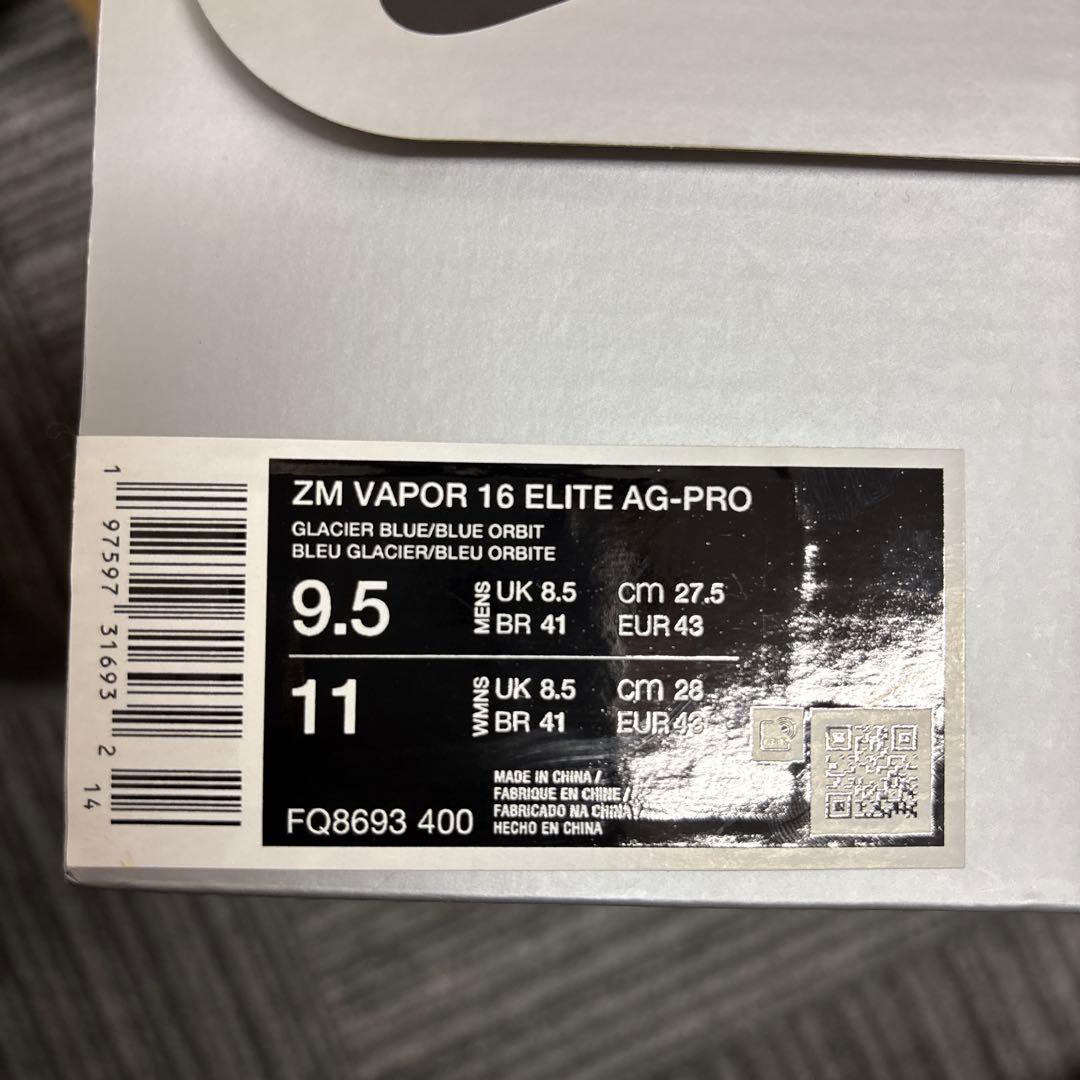 ZM VAPOR 16 ELITE AG-PRO
GLACIER BLUE/BLUE ORBIT
BLEU GLACIER/BLEU ORBITE
9.5 MENS UK 8.5 cm 27.5
BR 41 EUR 43
11 WMNS UK 8.5 cm 28
BR 41 EUR 43
MADE IN CHINA /
FABRIQUE EN CHINE /
FABRICADO NA CHINA /
HECHO EN CHINA
FQ8693 400
1 97597 31693 2 14